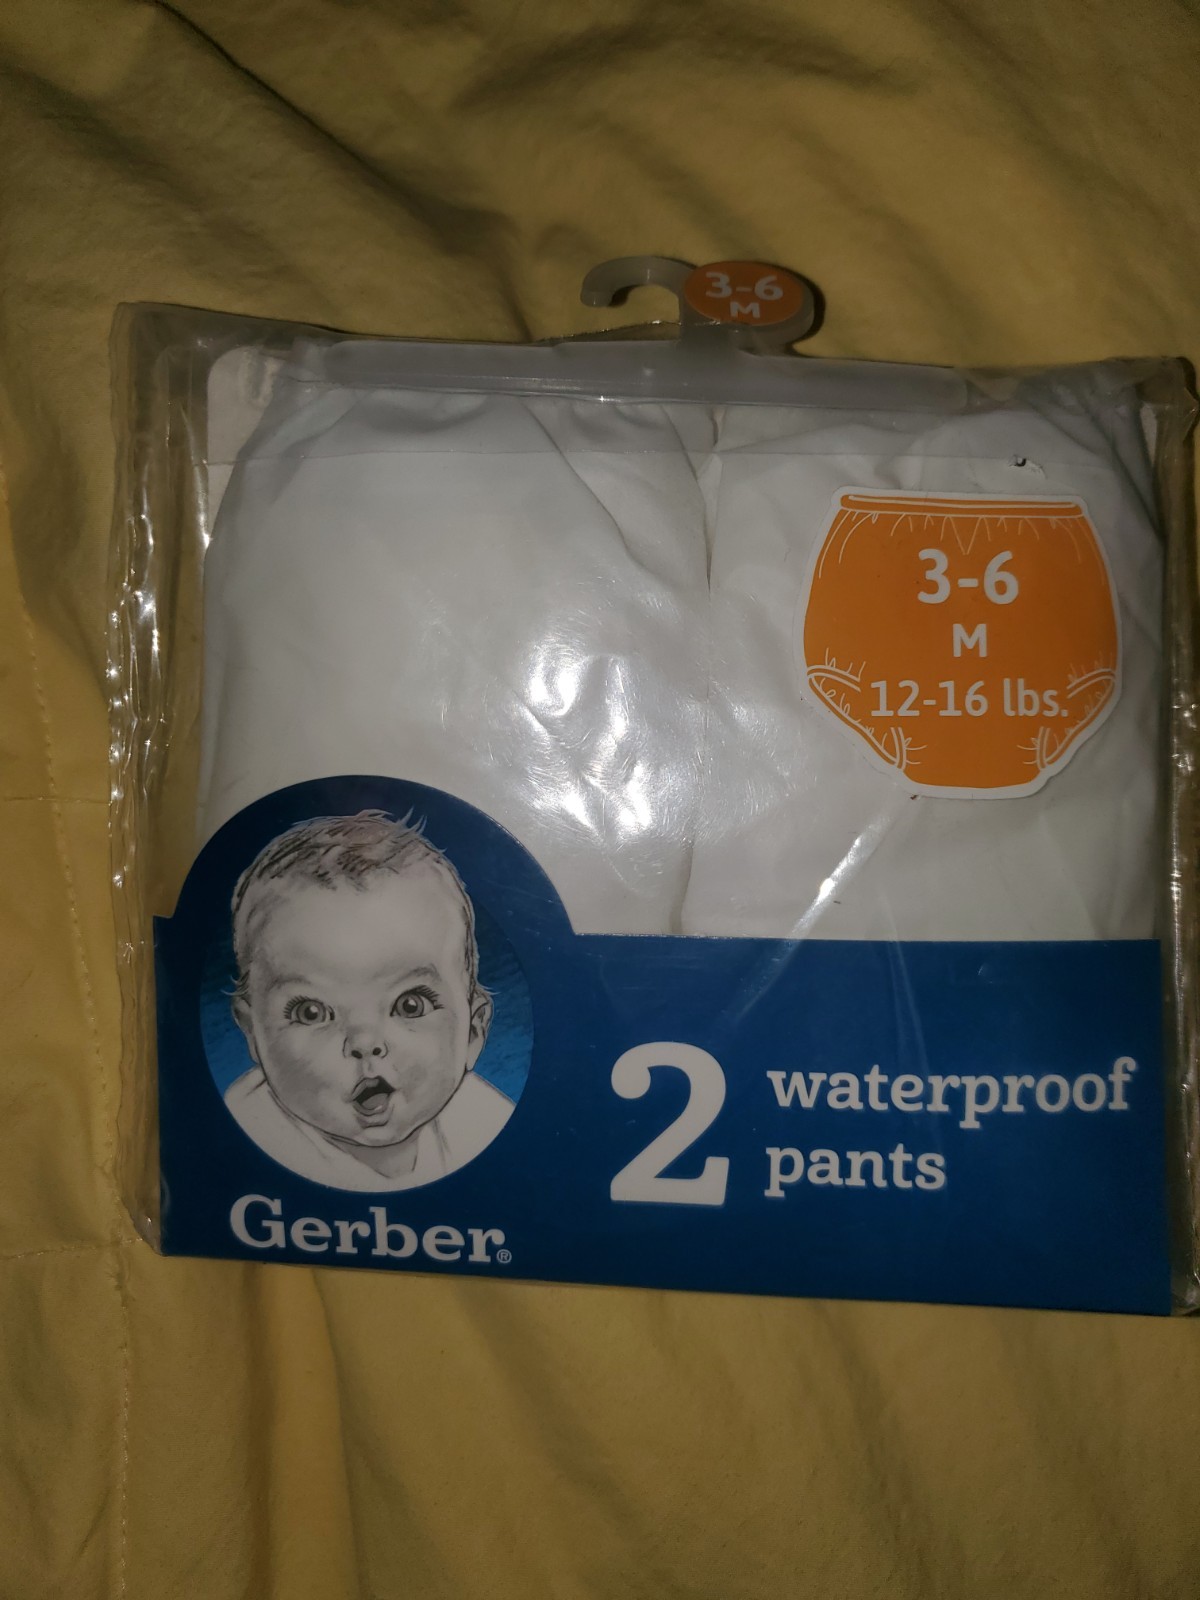 3-6
M
3-6
M
12-16 lbs.
2 waterproof
pants
Gerber®